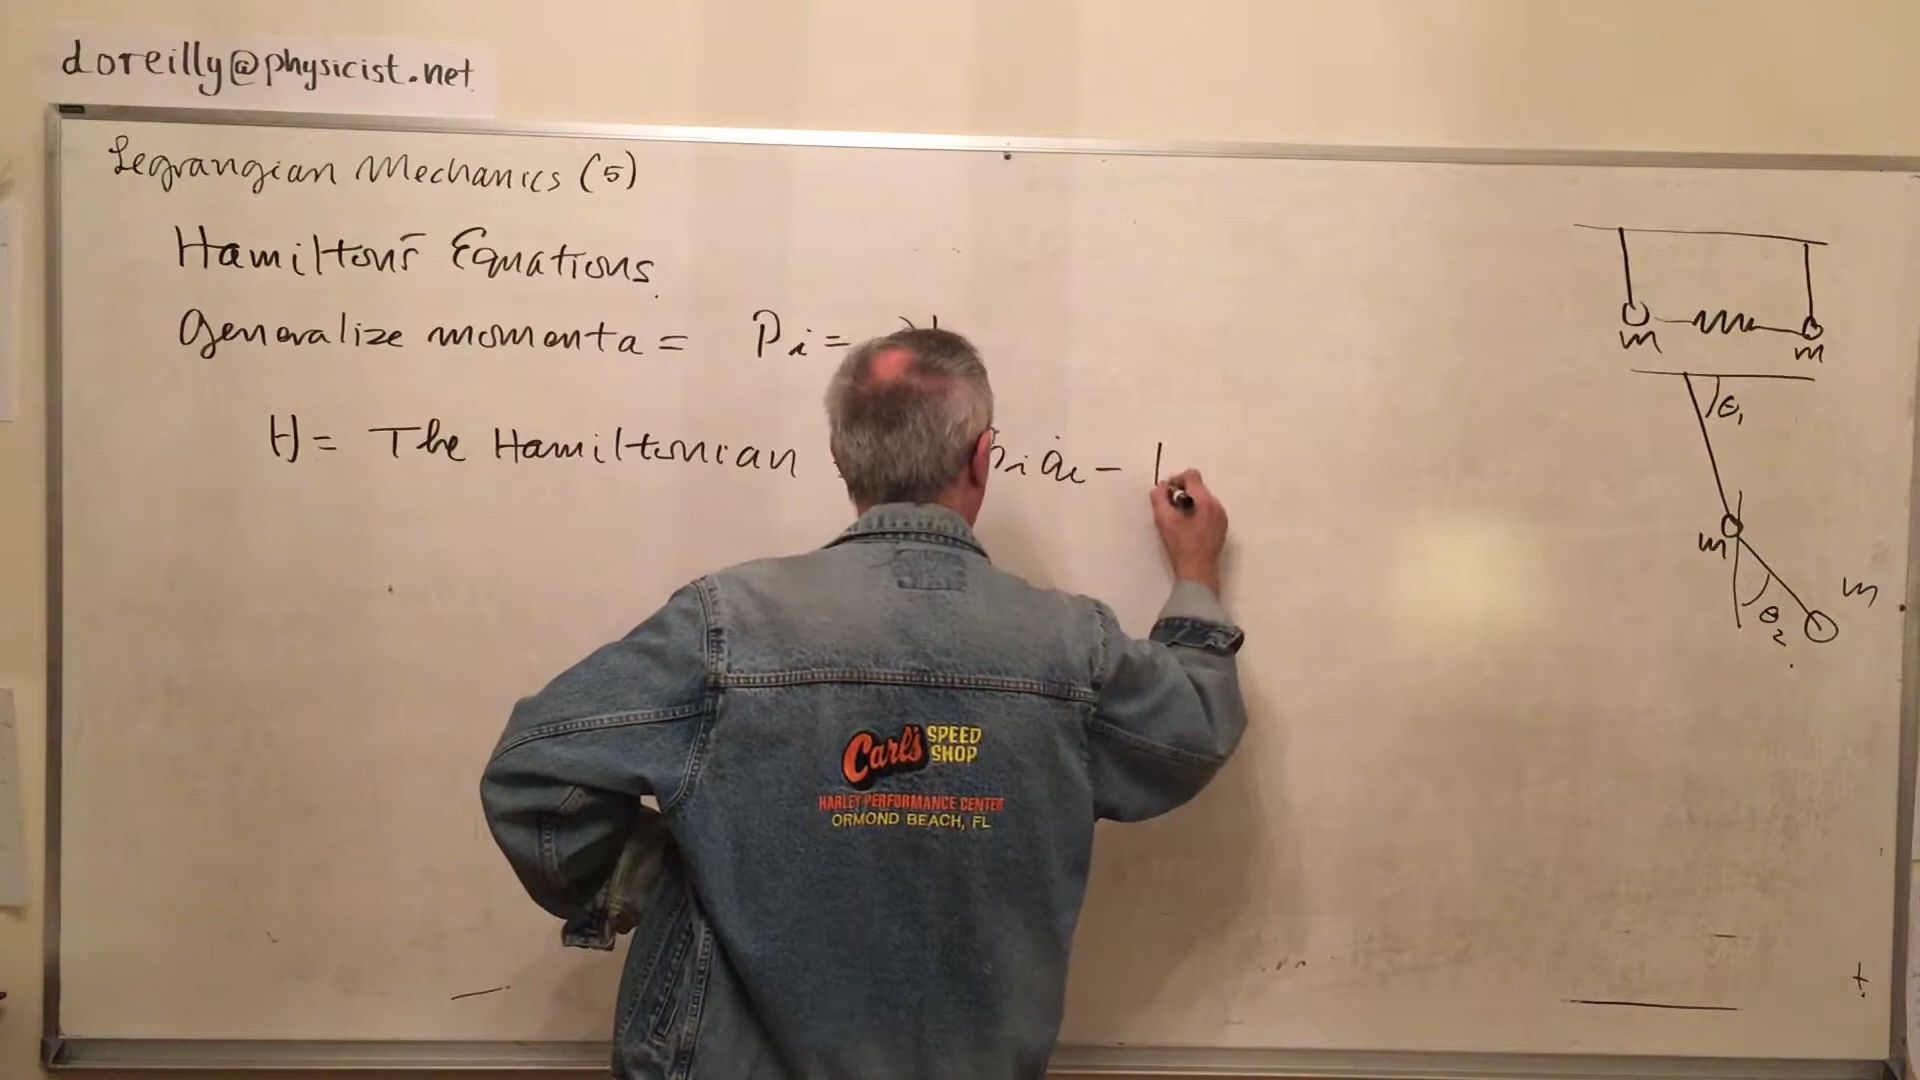 doreilly@physicist.net
Legrangian Mechanics (5)
Hamilton's Equations.
Generalize momenta = Pi =
H = The Hamiltonian
q̇i -
m
m
θ1
m
m
θ2
Carl's SPEED SHOP
HARLEY PERFORMANCE CENTER
ORMOND BEACH, FL